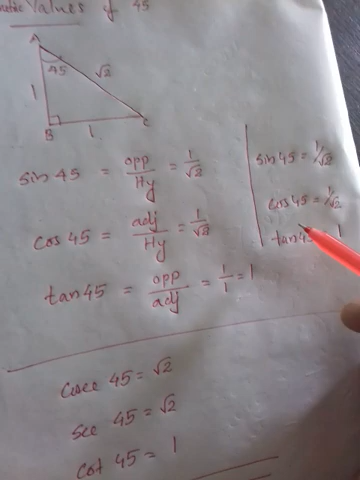 Values of 45
A
45
√2
1
B
1
C
sin 45 = opp/Hy = 1/√2
cos 45 = adj/Hy = 1/√2
tan 45 = opp/adj = 1/1 = 1
sin 45 = 1/√2
cos 45 = 1/√2
tan 45 1
cosec 45 = √2
sec 45 = √2
cot 45 = 1